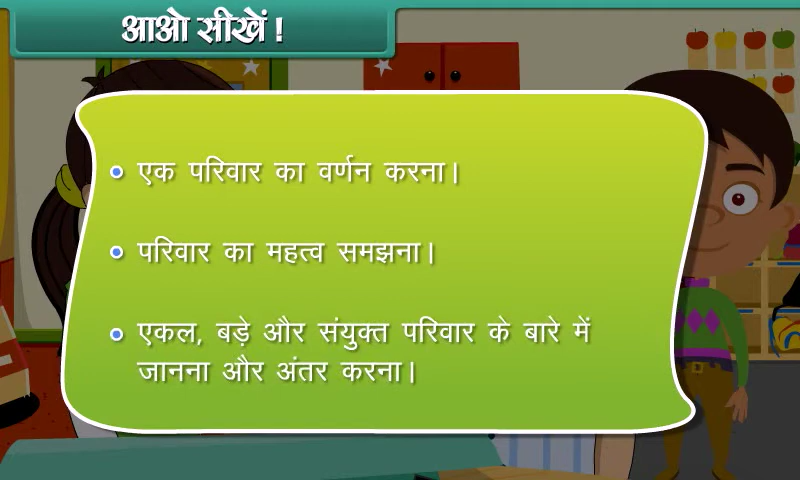 आओ सीखें !
एक परिवार का वर्णन करना।
परिवार का महत्व समझना।
एकल, बड़े और संयुक्त परिवार के बारे में
जानना और अंतर करना।